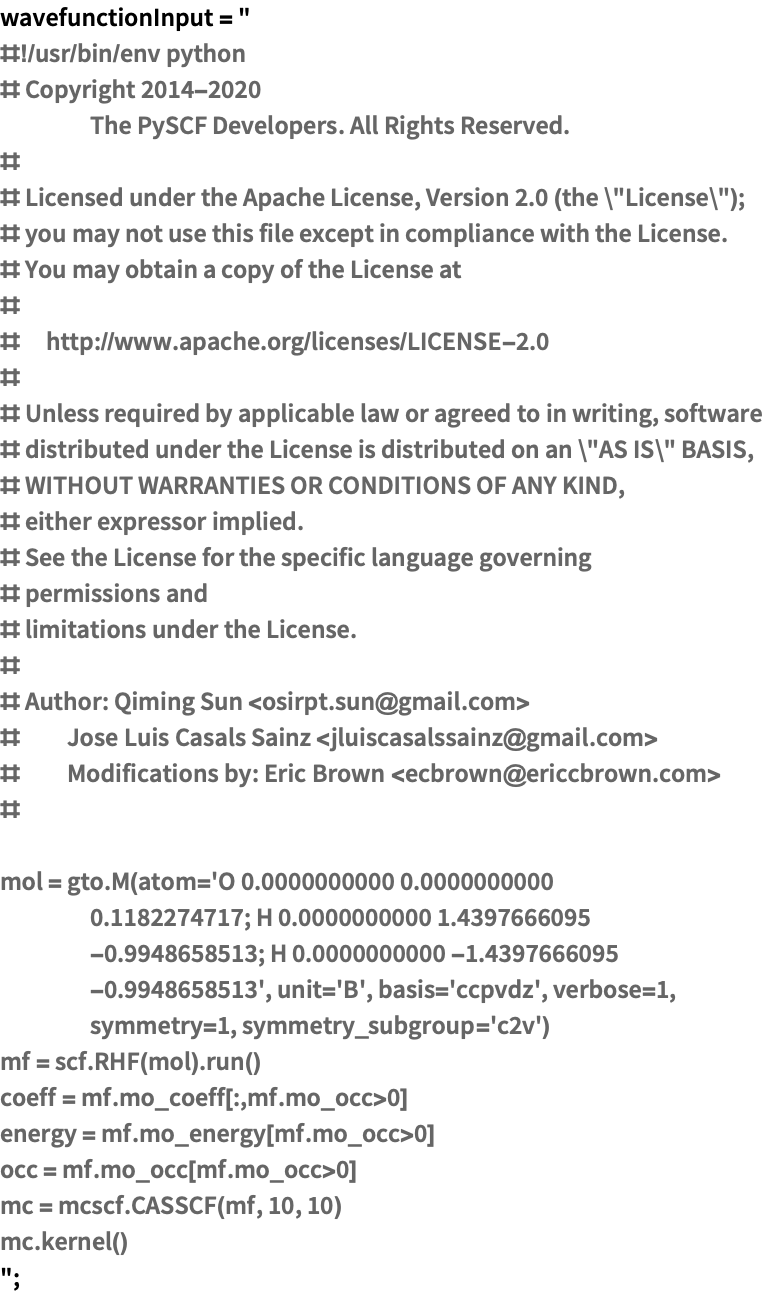 wavefunctionInput = "
#!/usr/bin/env python
# Copyright 2014–2020
The PySCF Developers. All Rights Reserved.
#
# Licensed under the Apache License, Version 2.0 (the \"License\");
# you may not use this file except in compliance with the License.
# You may obtain a copy of the License at
#
#     http://www.apache.org/licenses/LICENSE–2.0
#
# Unless required by applicable law or agreed to in writing, software
# distributed under the License is distributed on an \"AS IS\" BASIS,
# WITHOUT WARRANTIES OR CONDITIONS OF ANY KIND,
# either expressor implied.
# See the License for the specific language governing
# permissions and
# limitations under the License.
#
# Author: Qiming Sun <osirpt.sun@gmail.com>
#         Jose Luis Casals Sainz <jluiscasalssainz@gmail.com>
#         Modifications by: Eric Brown <ecbrown@ericcbrown.com>
#
mol = gto.M(atom='O 0.0000000000 0.0000000000
0.1182274717; H 0.0000000000 1.4397666095
–0.9948658513; H 0.0000000000 –1.4397666095
–0.9948658513', unit='B', basis='ccpvdz', verbose=1,
symmetry=1, symmetry_subgroup='c2v')
mf = scf.RHF(mol).run()
coeff = mf.mo_coeff[:,mf.mo_occ>0]
energy = mf.mo_energy[mf.mo_occ>0]
occ = mf.mo_occ[mf.mo_occ>0]
mc = mcscf.CASSCF(mf, 10, 10)
mc.kernel()
";